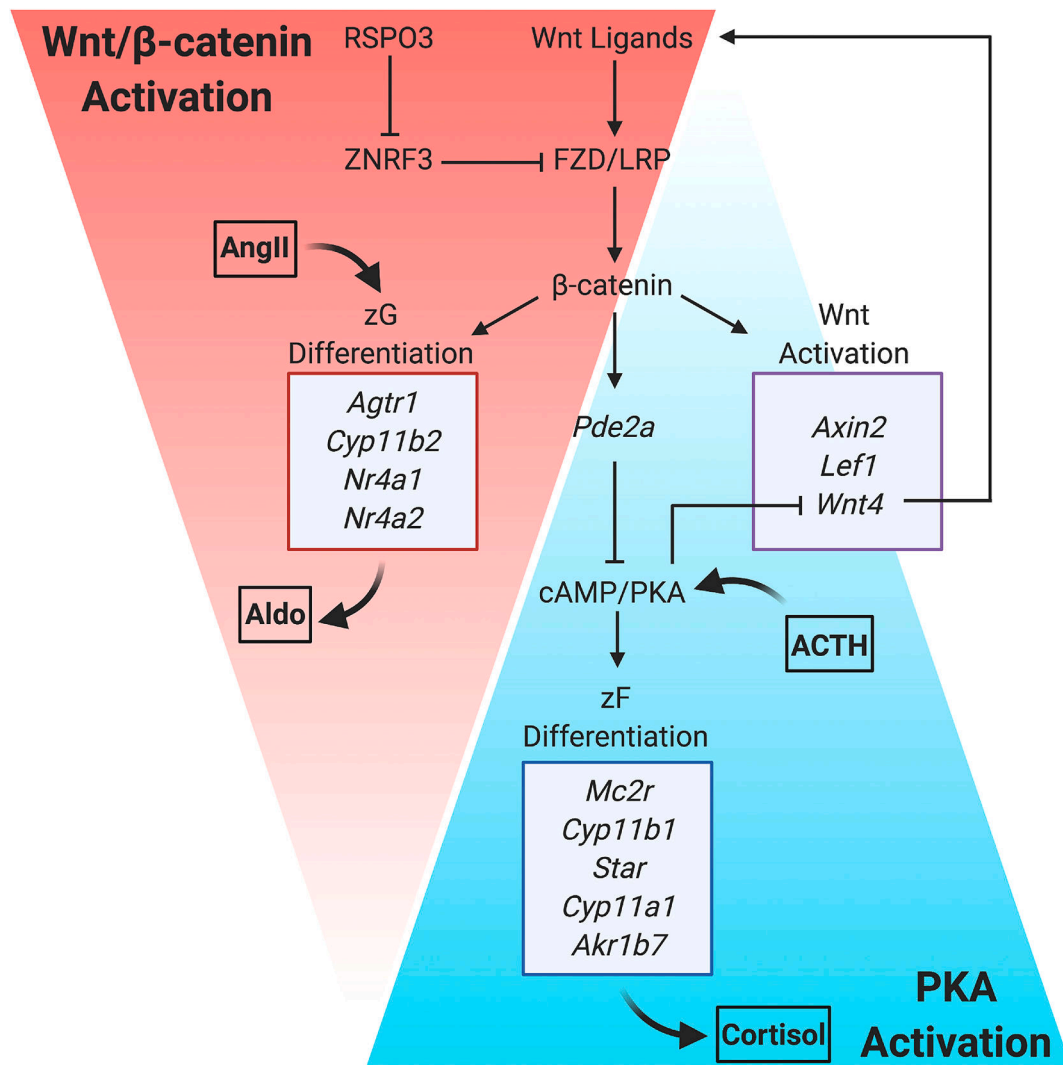 Wnt/β-catenin
Activation
RSPO3
Wnt Ligands
ZNRF3
FZD/LRP
AngII
β-catenin
zG
Differentiation
Wnt
Activation
Agtr1
Cyp11b2
Nr4a1
Nr4a2
Pde2a
Axin2
Lef1
Wnt4
Aldo
cAMP/PKA
ACTH
zF
Differentiation
Mc2r
Cyp11b1
Star
Cyp11a1
Akr1b7
Cortisol
PKA
Activation